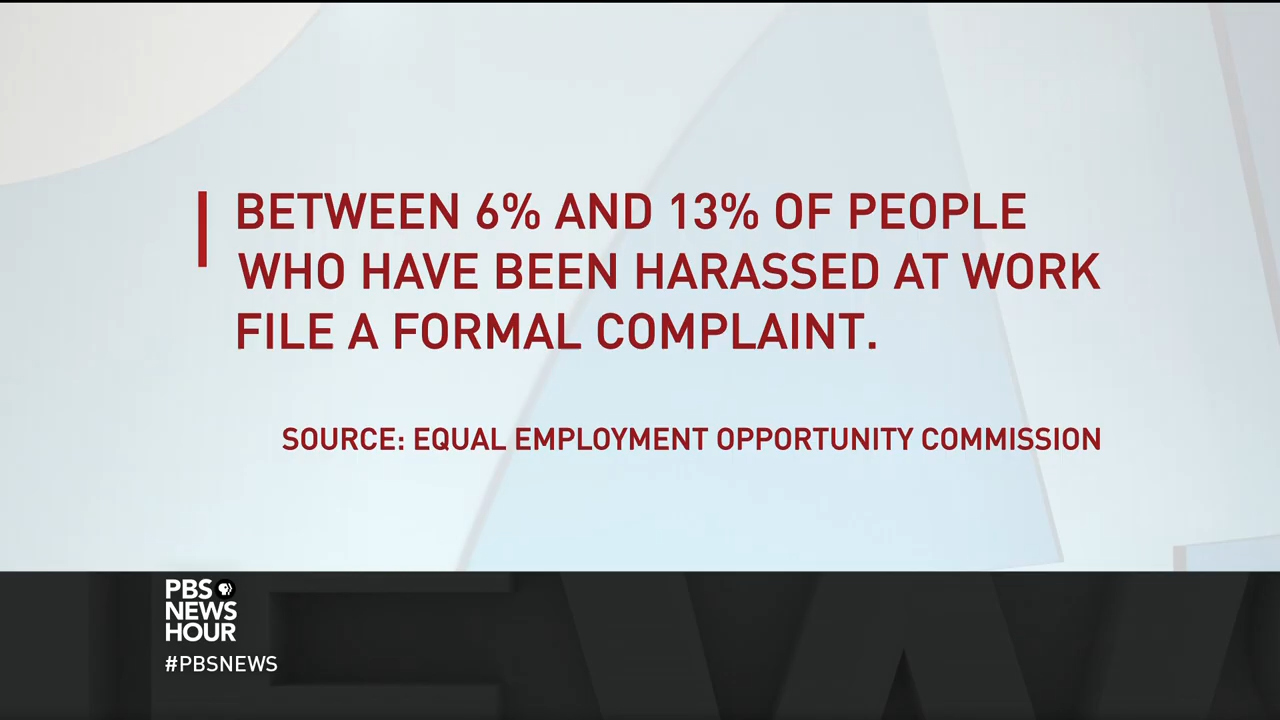 BETWEEN 6% AND 13% OF PEOPLE
WHO HAVE BEEN HARASSED AT WORK
FILE A FORMAL COMPLAINT.
SOURCE: EQUAL EMPLOYMENT OPPORTUNITY COMMISSION
PBS
NEWS
HOUR
#PBSNEWS